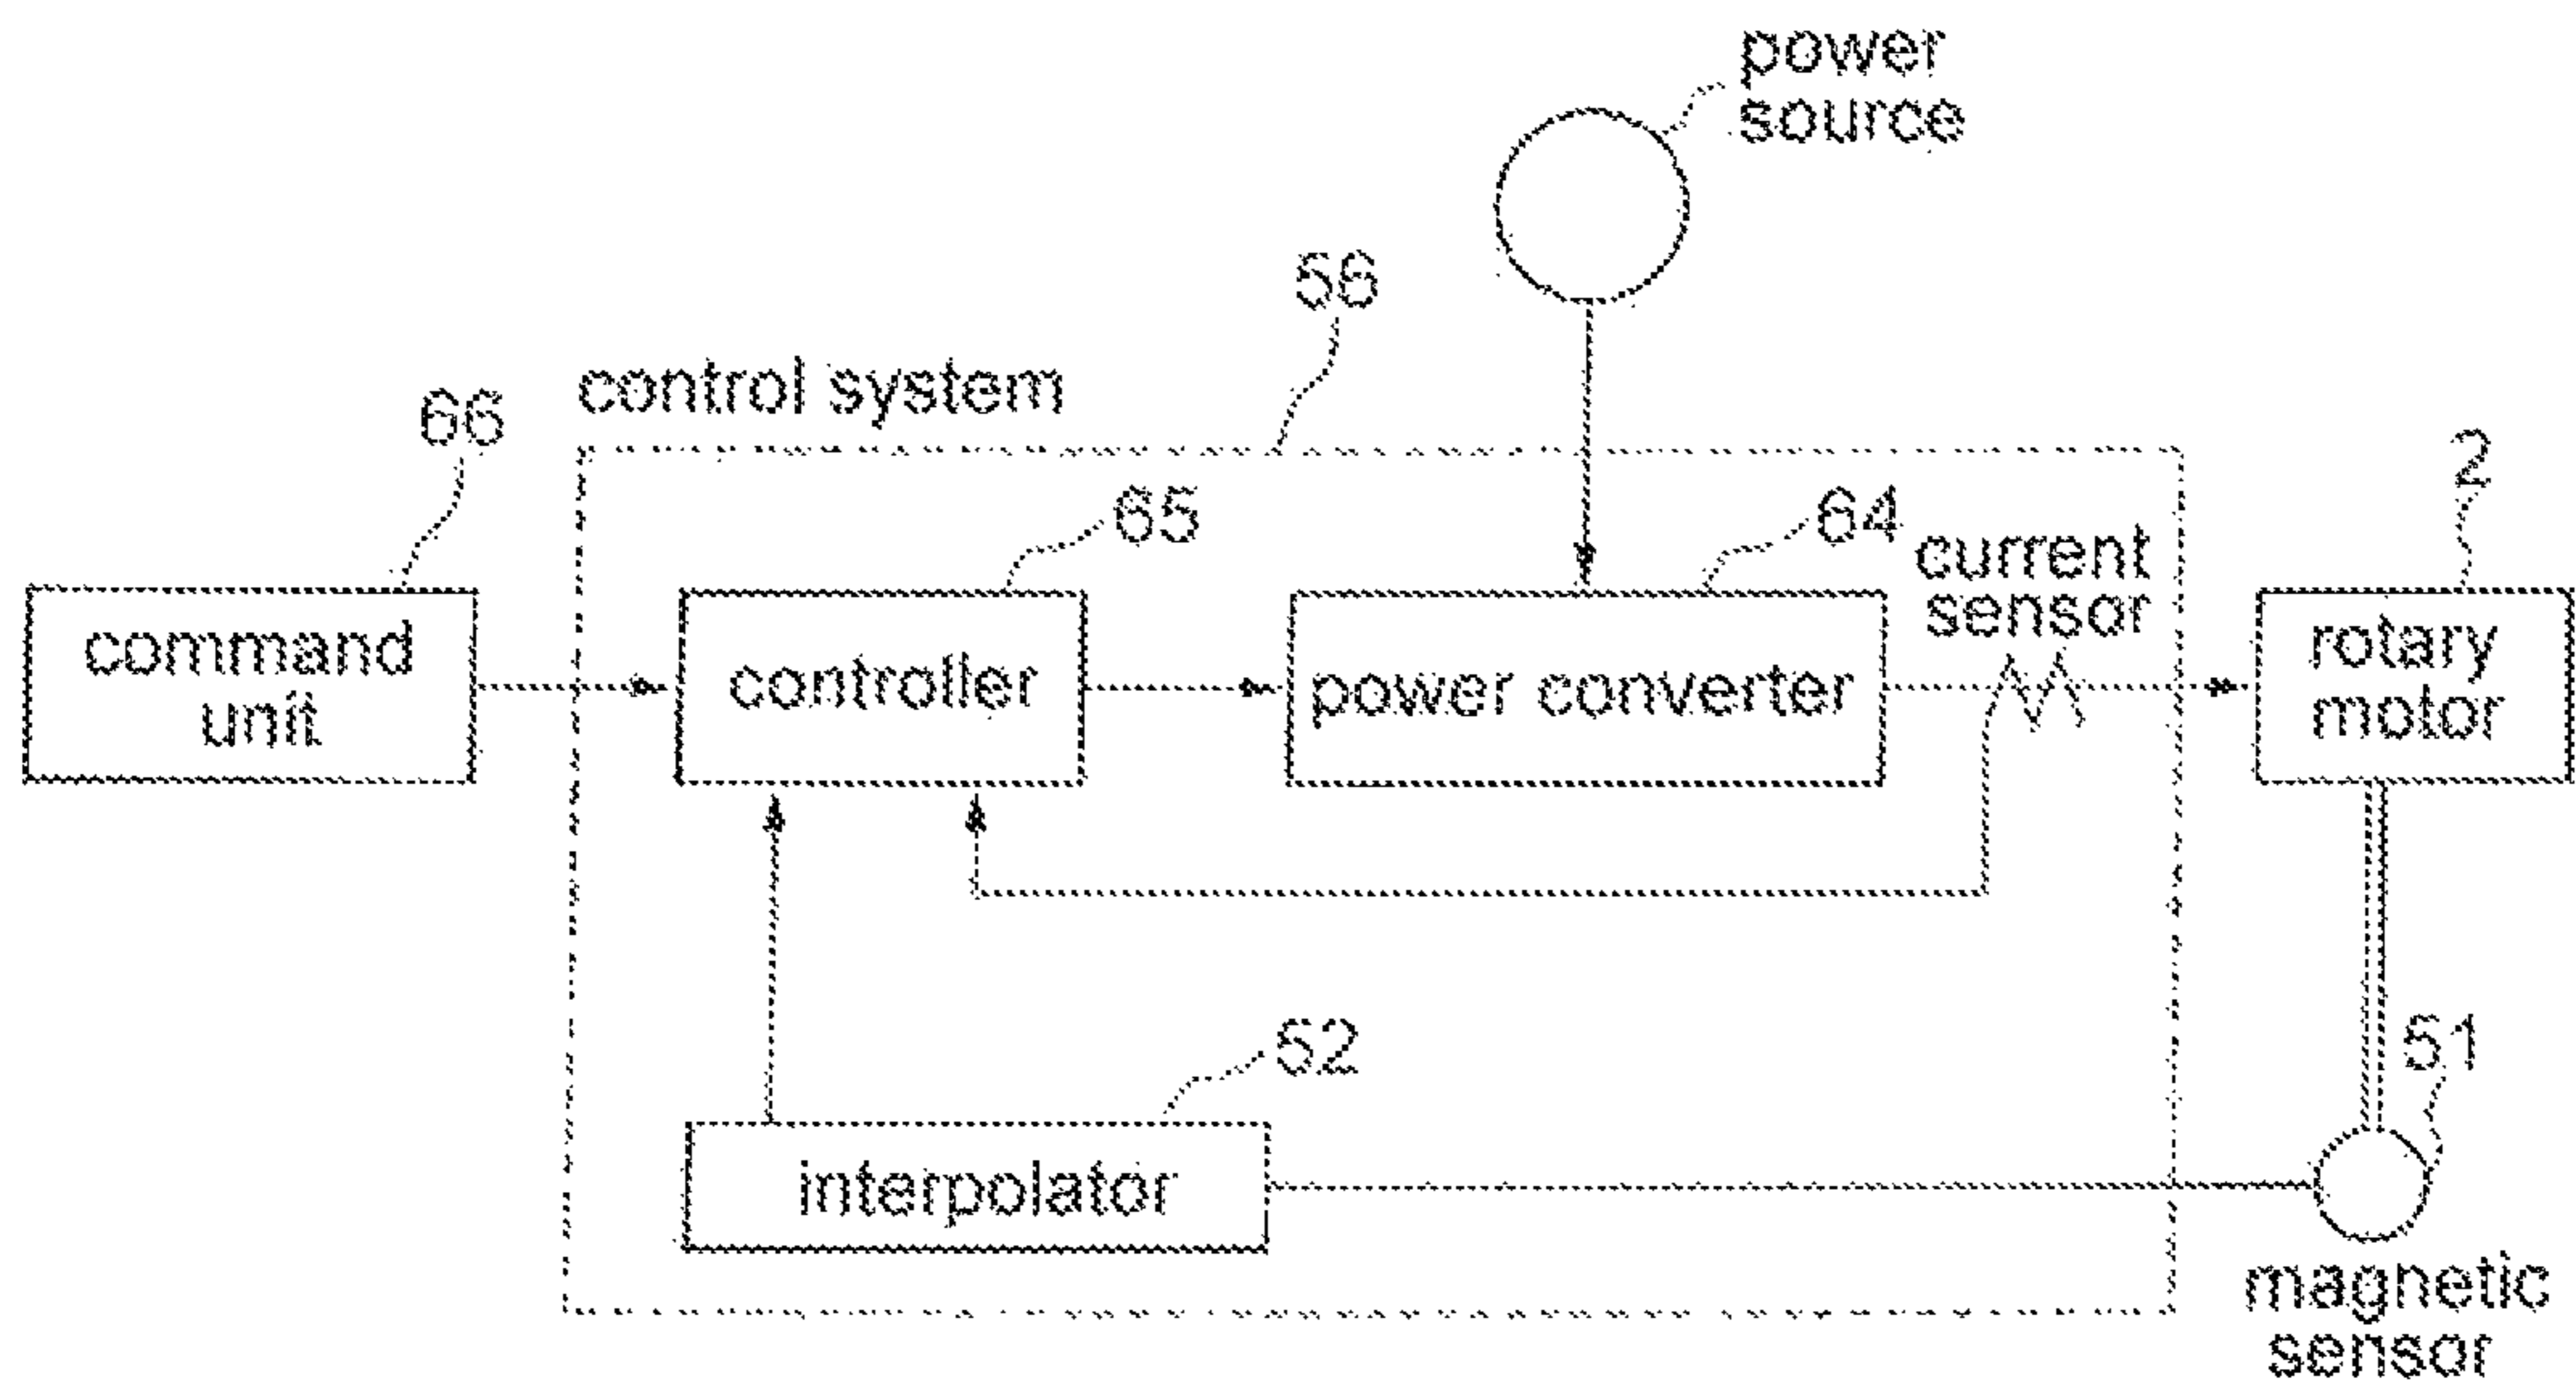 power
source
56
control system
66
2
65
64
current
sensor
command
unit
controller
power converter
rotary
motor
52
51
interpolator
magnetic
sensor